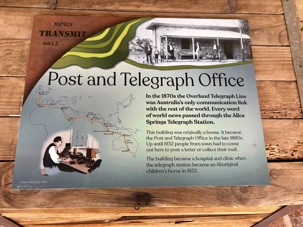 news
TRANSMIT
Post and Telegraph Office
In the 1870s the Overland Telegraph Line
was Australia's only communication link
with the rest of the world. Every word
of world news passed through the Alice
Springs Telegraph Station.
This building was originally a house. It became
the Post and Telegraph Office in the late 1880s.
Up until 1932 people from town had to come
out here to post a letter or collect their mail.
The building became a hospital and clinic when
the telegraph station became an Aboriginal
children's home in 1932.